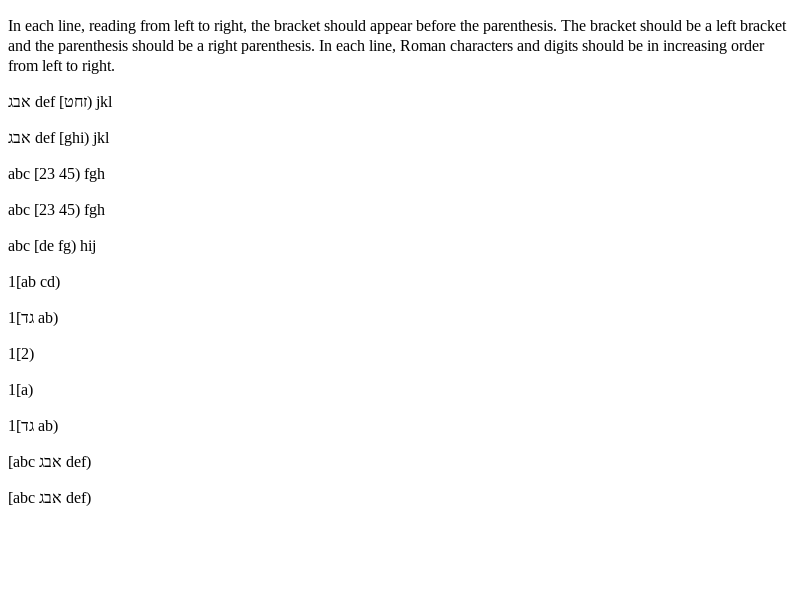 In each line, reading from left to right, the bracket should appear before the parenthesis. The bracket should be a left bracket
and the parenthesis should be a right parenthesis. In each line, Roman characters and digits should be in increasing order
from left to right.
אבג def [זחט) jkl
אבג def [ghi) jkl
abc [23 45) fgh
abc [23 45) fgh
abc [de fg) hij
1[ab cd)
1[גד ab)
1[2)
1[a)
1[גד ab)
[abc אבג def)
[abc אבג def)